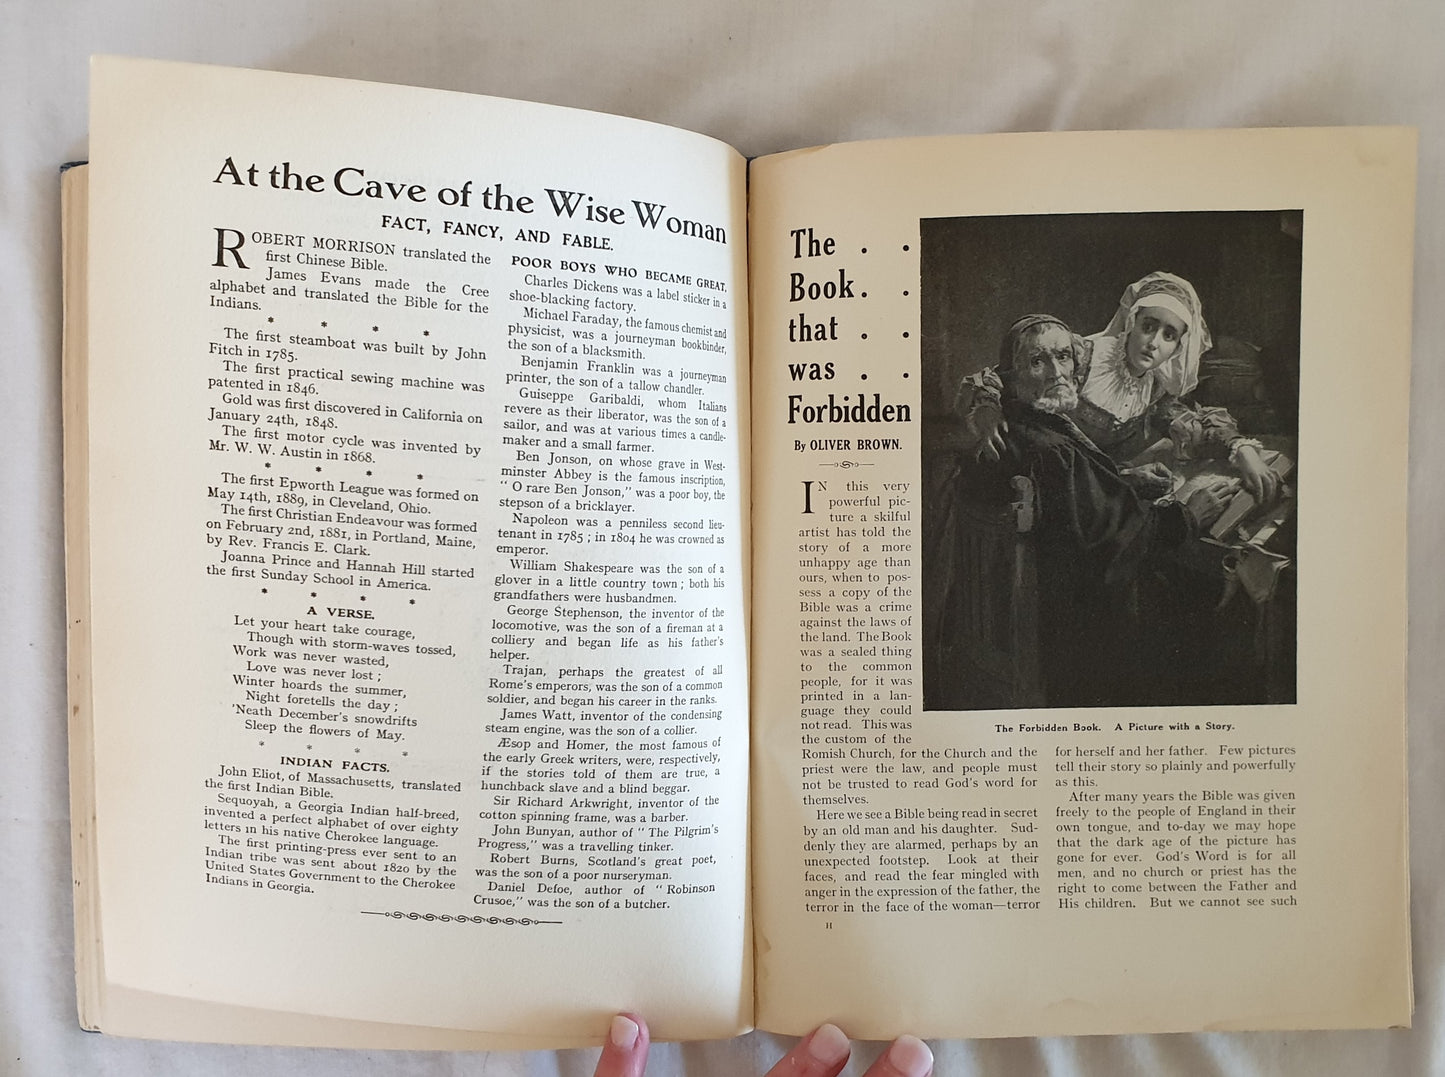 At the Cave of the Wise Woman
FACT, FANCY, AND FABLE.
ROBERT MORRISON translated the
first Chinese Bible.
James Evans made the Cree
alphabet and translated the Bible for the
Indians.
* * * *
The first steamboat was built by John
Fitch in 1785.
The first practical sewing machine was
patented in 1846.
Gold was first discovered in California on
January 24th, 1848.
The first motor cycle was invented by
Mr. W. W. Austin in 1868.
* * * *
The first Epworth League was formed on
May 14th, 1889, in Cleveland, Ohio.
The first Christian Endeavour was formed
on February 2nd, 1881, in Portland, Maine,
by Rev. Francis E. Clark.
Joanna Prince and Hannah Hill started
the first Sunday School in America.
* * * *
A VERSE.
Let your heart take courage,
Though with storm-waves tossed,
Work was never wasted,
Love was never lost;
Winter hoards the summer,
Night foretells the day;
'Neath December's snowdrifts
Sleep the flowers of May.
* * * *
INDIAN FACTS.
John Eliot, of Massachusetts, translated
the first Indian Bible.
Sequoyah, a Georgia Indian half-breed,
invented a perfect alphabet of over eighty
letters in his native Cherokee language.
The first printing-press ever sent to an
Indian tribe was sent about 1820 by the
United States Government to the Cherokee
Indians in Georgia.
POOR BOYS WHO BECAME GREAT.
Charles Dickens was a label sticker in a
shoe-blacking factory.
Michael Faraday, the famous chemist and
physicist, was a journeyman bookbinder,
the son of a blacksmith.
Benjamin Franklin was a journeyman
printer, the son of a tallow chandler.
Guiseppe Garibaldi, whom Italians
revere as their liberator, was the son of a
sailor, and was at various times a candle-
maker and a small farmer.
Ben Jonson, on whose grave in West-
minster Abbey is the famous inscription,
"O rare Ben Jonson," was a poor boy, the
stepson of a bricklayer.
Napoleon was a penniless second lieu-
tenant in 1785; in 1804 he was crowned as
emperor.
William Shakespeare was the son of a
glover in a little country town; both his
grandfathers were husbandmen.
George Stephenson, the inventor of the
locomotive, was the son of a fireman at a
colliery and began life as his father's
helper.
Trajan, perhaps the greatest of all
Rome's emperors, was the son of a common
soldier, and began his career in the ranks.
James Watt, inventor of the condensing
steam engine, was the son of a collier.
Æsop and Homer, the most famous of
the early Greek writers, were, respectively,
if the stories told of them are true, a
hunchback slave and a blind beggar.
Sir Richard Arkwright, inventor of the
cotton spinning frame, was a barber.
John Bunyan, author of "The Pilgrim's
Progress," was a travelling tinker.
Robert Burns, Scotland's great poet,
was the son of a poor nurseryman.
Daniel Defoe, author of "Robinson
Crusoe," was the son of a butcher.
The . .
Book . .
that . .
was . .
Forbidden
By OLIVER BROWN.
IN this very
powerful pic-
ture a skilful
artist has told the
story of a more
unhappy age than
ours, when to pos-
sess a copy of the
Bible was a crime
against the laws of
the land. The Book
was a sealed thing
to the common
people, for it was
printed in a lan-
guage they could
not read. This was
the custom of the
Romish Church, for the Church and the
priest were the law, and people must
not be trusted to read God's word for
themselves.
Here we see a Bible being read in secret
by an old man and his daughter. Sud-
denly they are alarmed, perhaps by an
unexpected footstep. Look at their
faces, and read the fear mingled with
anger in the expression of the father, the
terror in the face of the woman—terror
H
The Forbidden Book. A Picture with a Story.
for herself and her father. Few pictures
tell their story so plainly and powerfully
as this.
After many years the Bible was given
freely to the people of England in their
own tongue, and to-day we may hope
that the dark age of the picture has
gone for ever. God's Word is for all
men, and no church or priest has the
right to come between the Father and
His children. But we cannot see such